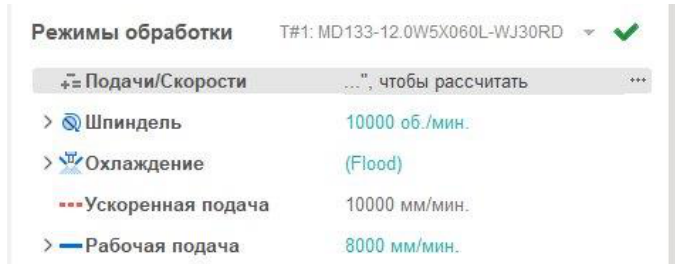 Режимы обработки T#1: MD133-12.0W5X060L-WJ30RD
Подачи/Скорости ...", чтобы рассчитать ...
Шпиндель 10000 об./мин.
Охлаждение (Flood)
Ускоренная подача 10000 мм/мин.
Рабочая подача 8000 мм/мин.